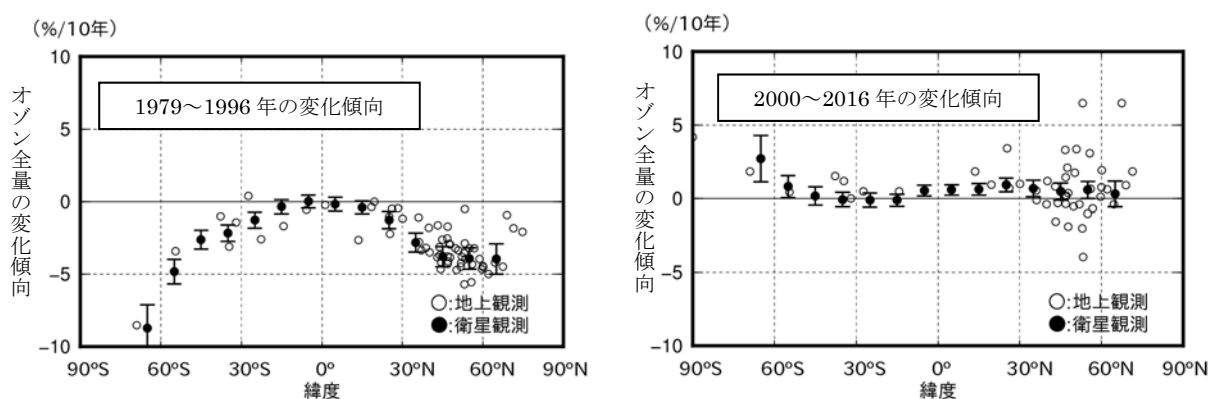 (%/10年)
オゾン全量の変化傾向
1979～1996 年の変化傾向
10
5
0
−5
−10
○:地上観測
●:衛星観測
90ºS 60ºS 30ºS 0º 30ºN 60ºN 90ºN
緯度
(%/10年)
オゾン全量の変化傾向
2000～2016 年の変化傾向
10
5
0
−5
−10
○:地上観測
●:衛星観測
90ºS 60ºS 30ºS 0º 30ºN 60ºN 90ºN
緯度